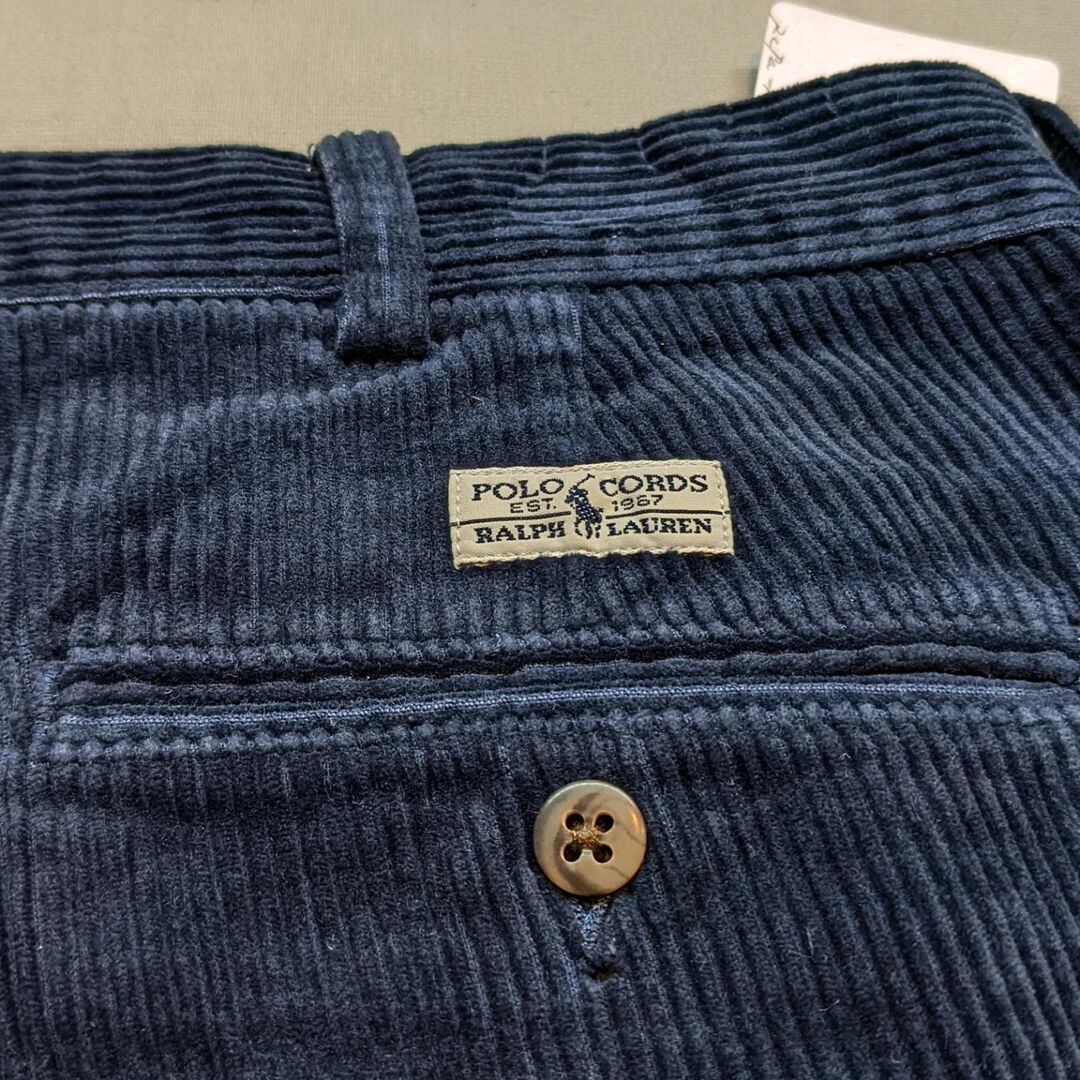 POLO CORDS
EST. 1967
RALPH LAUREN